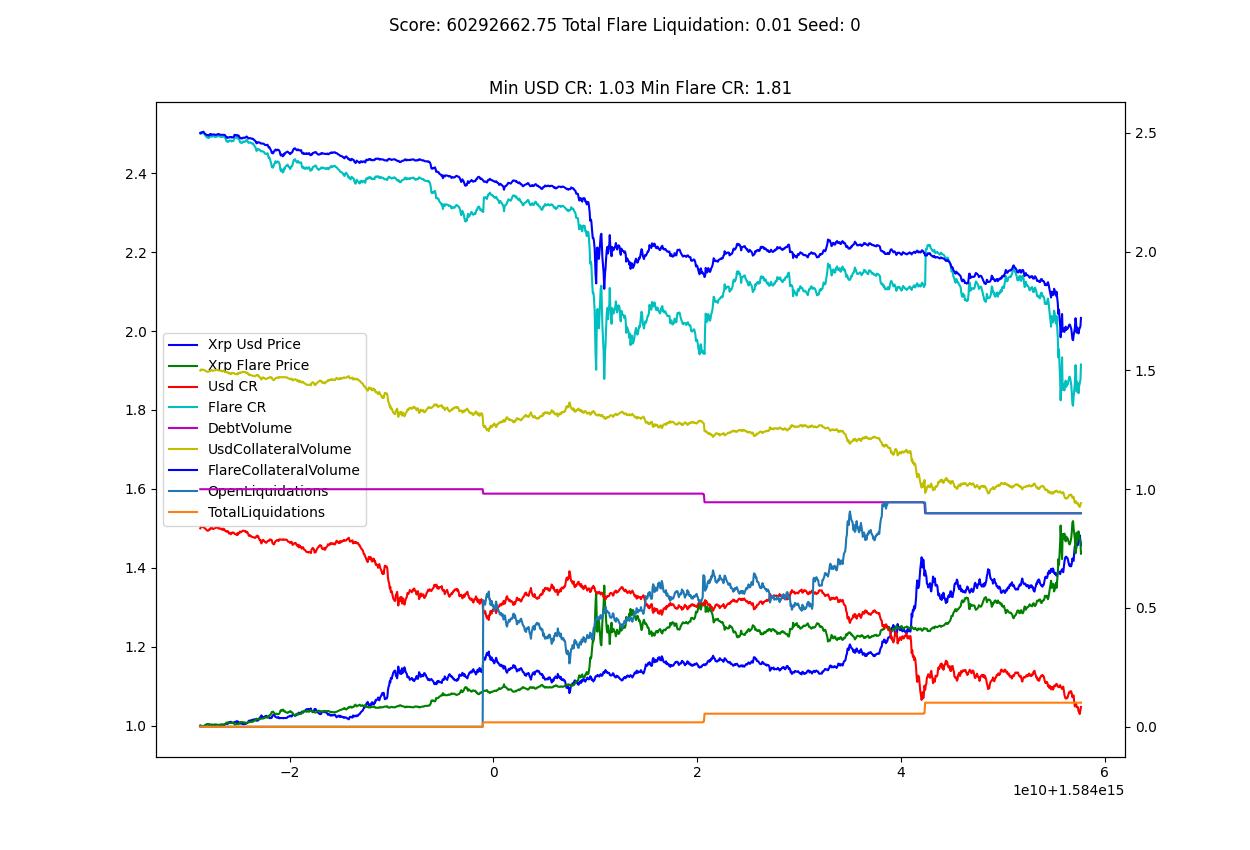 Score: 60292662.75 Total Flare Liquidation: 0.01 Seed: 0
Min USD CR: 1.03 Min Flare CR: 1.81
2.4
2.2
2.0
1.8
1.6
1.4
1.2
1.0
Xrp Usd Price
Xrp Flare Price
Usd CR
Flare CR
DebtVolume
UsdCollateralVolume
FlareCollateralVolume
OpenLiquidations
TotalLiquidations
2.5
2.0
1.5
1.0
0.5
0.0
−2
0
2
4
6
1e10+1.584e15